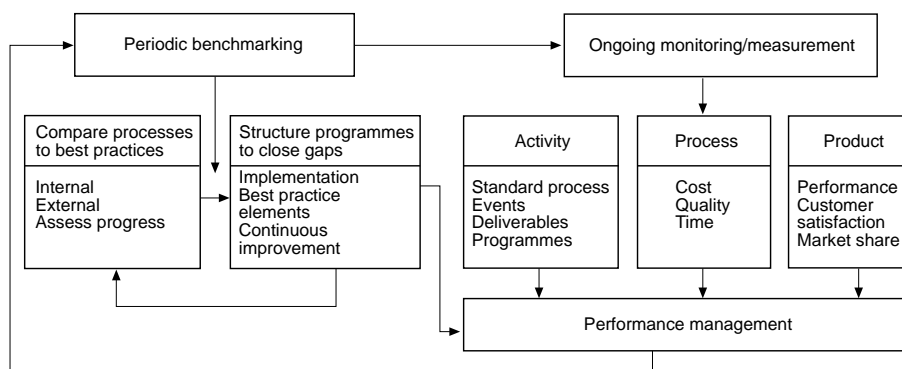 Periodic benchmarking
Ongoing monitoring/measurement
Compare processes
to best practices
Internal
External
Assess progress
Structure programmes
to close gaps
Implementation
Best practice
elements
Continuous
improvement
Activity
Standard process
Events
Deliverables
Programmes
Process
Cost
Quality
Time
Product
Performance
Customer
satisfaction
Market share
Performance management